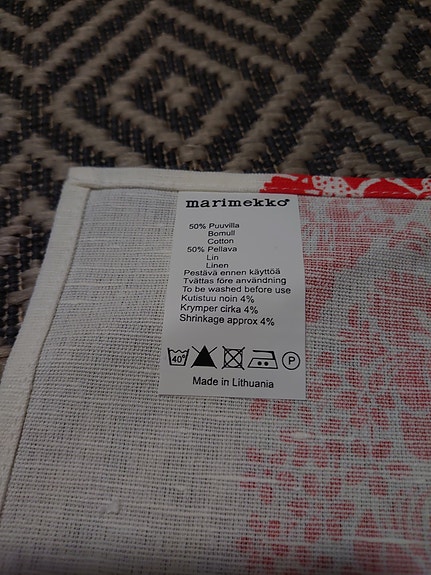 marimekko®
50% Puuvilla
Bomull
Cotton
50% Pellava
Lin
Linen
Pestävä ennen käyttöä
Tvättas före användning
To be washed before use
Kutistuu noin 4%
Krymper cirka 4%
Shrinkage approx 4%
40° P
Made in Lithuania